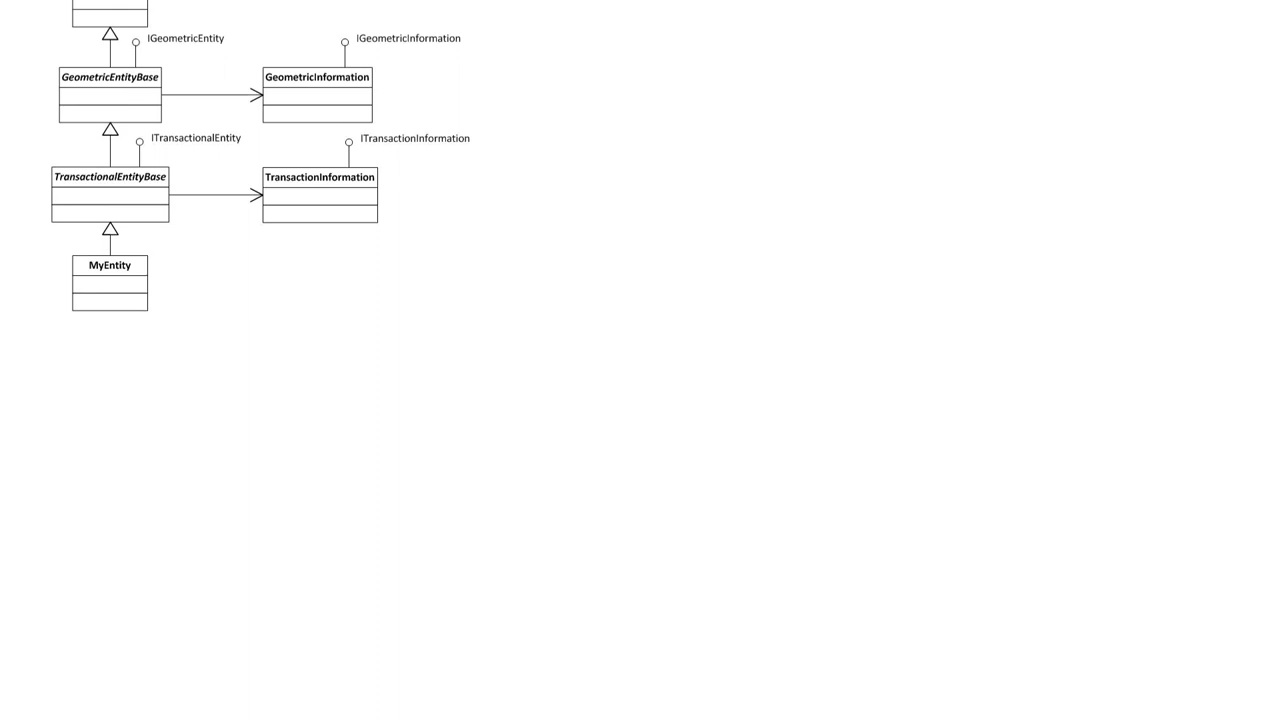 IGeometricEntity
IGeometricInformation
GeometricEntityBase
GeometricInformation
ITransactionalEntity
ITransactionInformation
TransactionalEntityBase
TransactionInformation
MyEntity